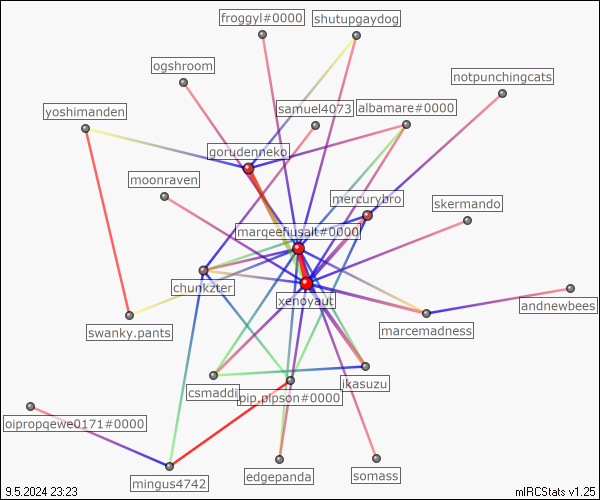 froggyl#0000
shutupgaydog
ogshroom
notpunchingcats
yoshimanden
samuel4073
albamare#0000
gorudenneko
moonraven
mercurybro
skermando
marqeefiusalt#0000
chunkzter
xenoyaut
andnewbees
swanky.pants
marcemadness
csmaddi
pip.pipson#0000
ikasuzu
oipropqewe0171#0000
mingus4742
edgepanda
somass
9.5.2024 23:23
mIRCStats v1.25